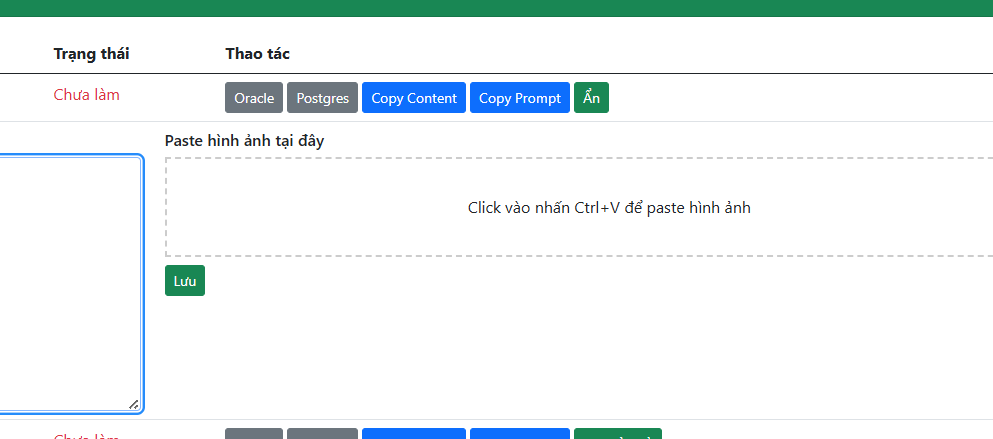 Trạng thái Thao tác
Chưa làm Oracle Postgres Copy Content Copy Prompt Ẩn
Paste hình ảnh tại đây
Click vào nhấn Ctrl+V để paste hình ảnh
Lưu
Chưa làm